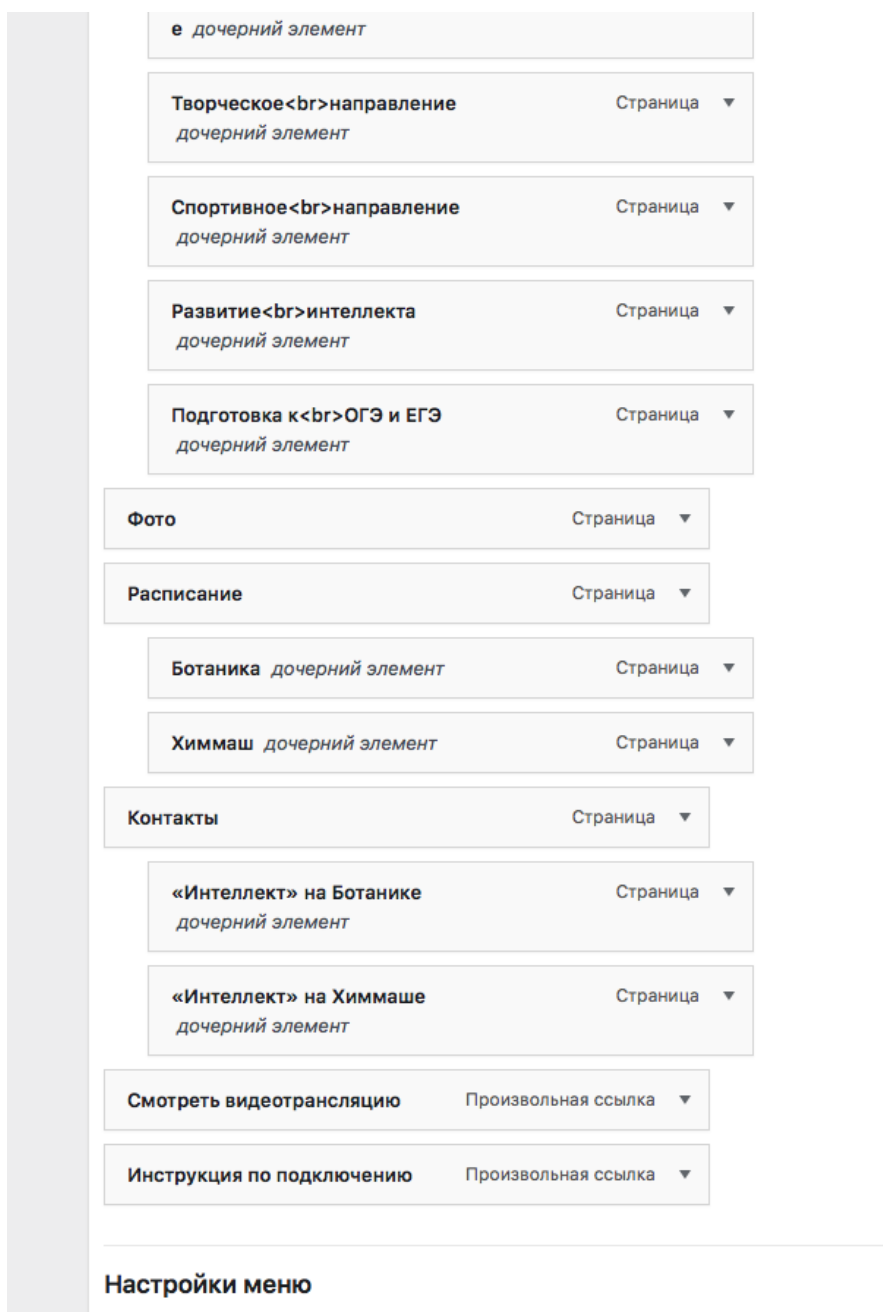 е дочерний элемент
Творческое<br>направление Страница
дочерний элемент
Спортивное<br>направление Страница
дочерний элемент
Развитие<br>интеллекта Страница
дочерний элемент
Подготовка к<br>ОГЭ и ЕГЭ Страница
дочерний элемент
Фото Страница
Расписание Страница
Ботаника дочерний элемент Страница
Химмаш дочерний элемент Страница
Контакты Страница
«Интеллект» на Ботанике Страница
дочерний элемент
«Интеллект» на Химмаше Страница
дочерний элемент
Смотреть видеотрансляцию Произвольная ссылка
Инструкция по подключению Произвольная ссылка
Настройки меню